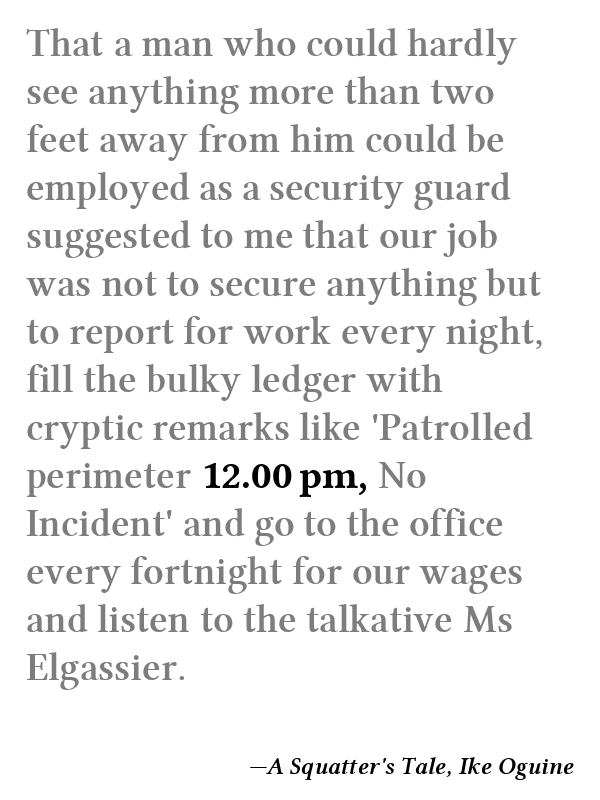 That a man who could hardly
see anything more than two
feet away from him could be
employed as a security guard
suggested to me that our job
was not to secure anything but
to report for work every night,
fill the bulky ledger with
cryptic remarks like 'Patrolled
perimeter 12.00 pm, No
Incident' and go to the office
every fortnight for our wages
and listen to the talkative Ms
Elgassier.
—A Squatter's Tale, Ike Oguine